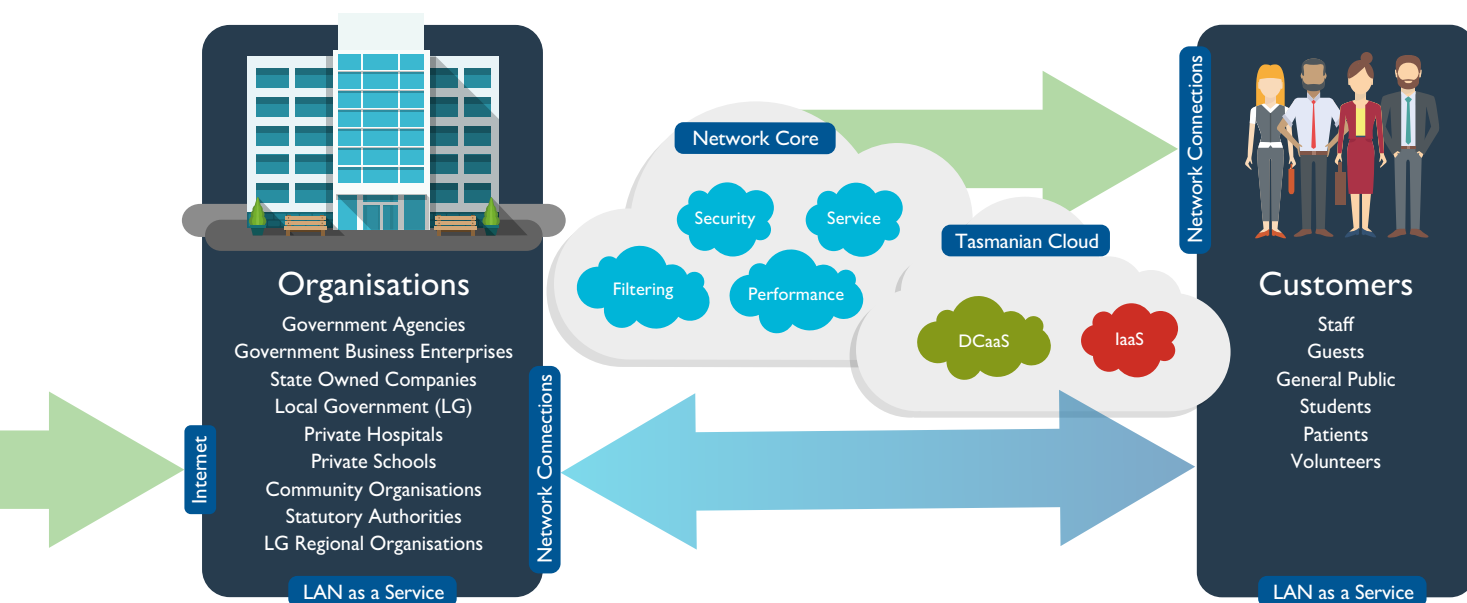 Organisations
Government Agencies
Government Business Enterprises
State Owned Companies
Local Government (LG)
Private Hospitals
Private Schools
Community Organisations
Statutory Authorities
LG Regional Organisations
Internet
Network Connections
LAN as a Service
Network Core
Security
Service
Filtering
Performance
Tasmanian Cloud
DCaaS
IaaS
Network Connections
Customers
Staff
Guests
General Public
Students
Patients
Volunteers
LAN as a Service